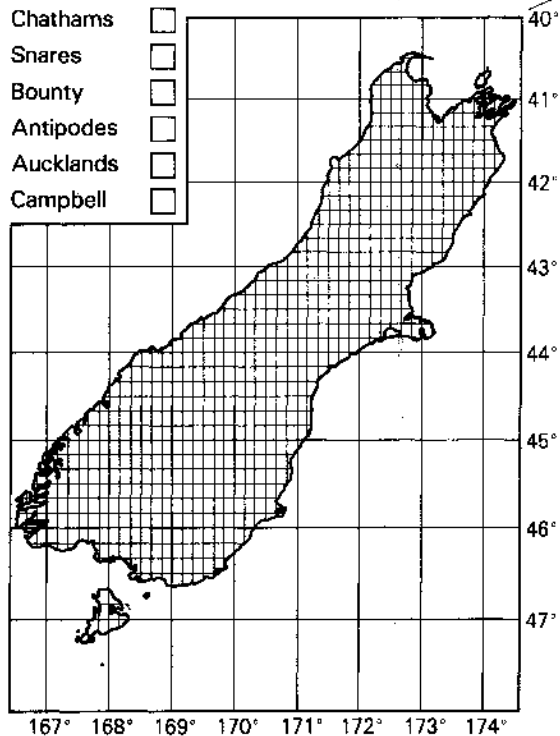 Chathams
Snares
Bounty
Antipodes
Aucklands
Campbell
40°
41°
42°
43°
44°
45°
46°
47°
167° 168° 169° 170° 171° 172° 173° 174°